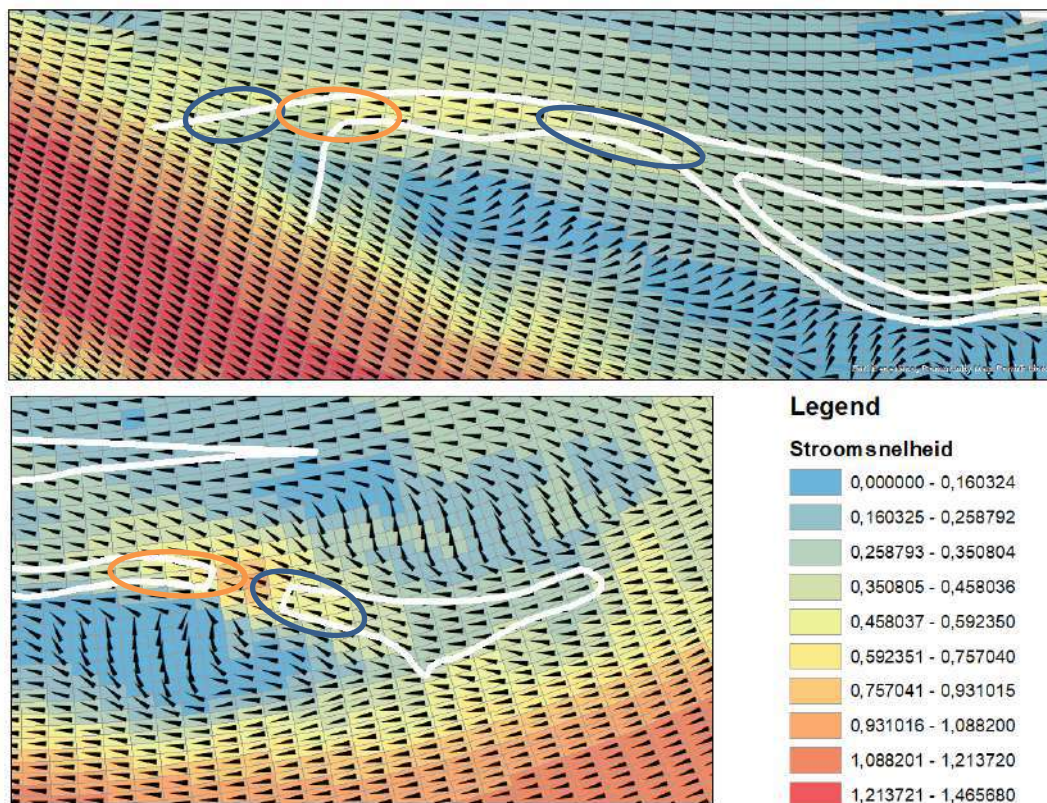 Legend
Stroomsnelheid
0,000000 - 0,160324
0,160325 - 0,258792
0,258793 - 0,350804
0,350805 - 0,458036
0,458037 - 0,592350
0,592351 - 0,757040
0,757041 - 0,931015
0,931016 - 1,088200
1,088201 - 1,213720
1,213721 - 1,465680